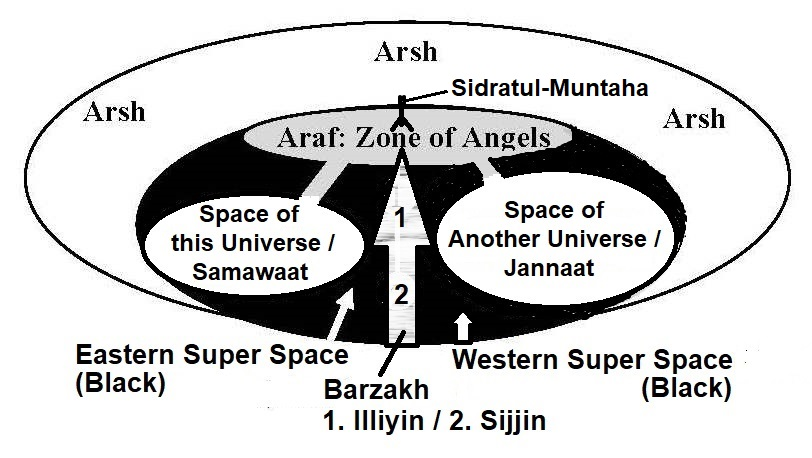 Arsh
Arsh
Arsh
Sidratul-Muntaha
Araf: Zone of Angels
Space of
this Universe /
Samawaat
1
2
Space of
Another Universe /
Jannaat
Eastern Super Space
(Black)
Western Super Space
(Black)
Barzakh
1. Illiyin / 2. Sijjin